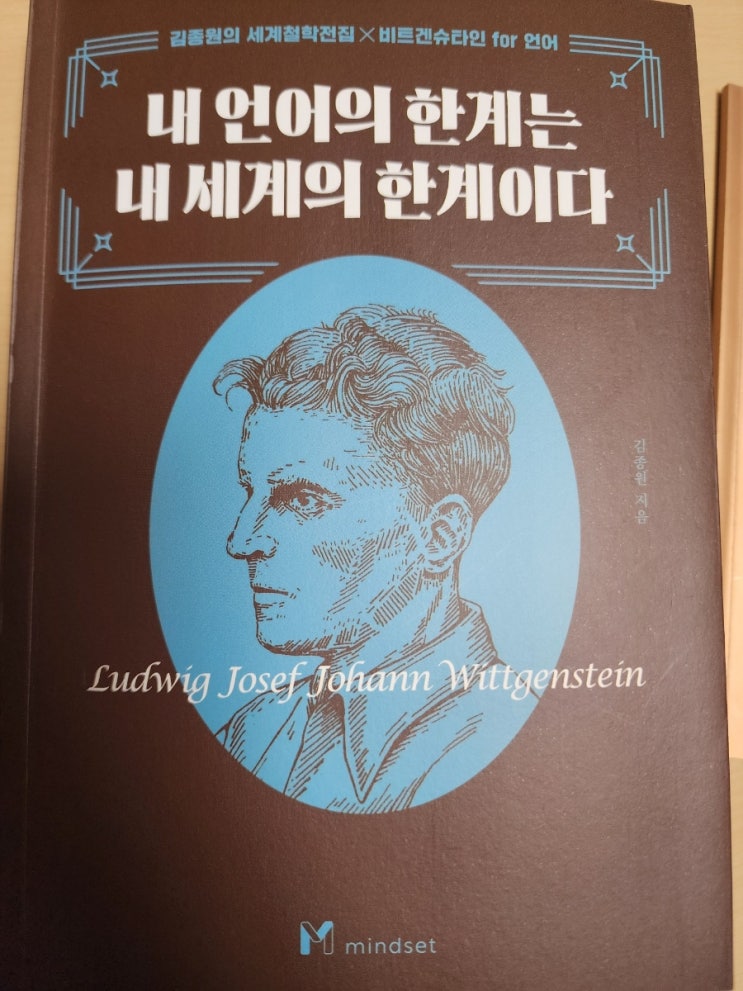 김종원의 세계철학전집×비트겐슈타인 for 언어
내 언어의 한계는
내 세계의 한계이다
김종원 지음
Ludwig Josef Johann Wittgenstein
M mindset